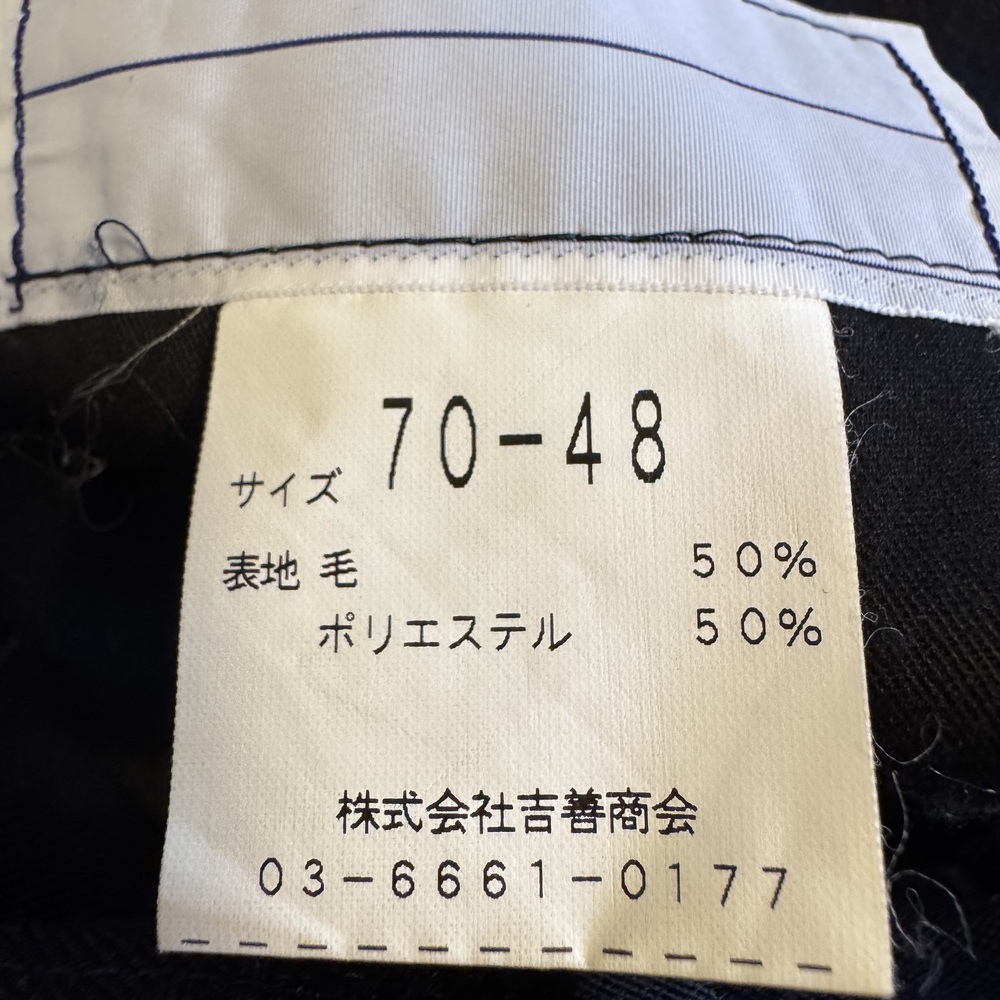 サイズ 70-48
表地 毛 50%
ポリエステル 50%
株式会社吉善商会
03-6661-0177